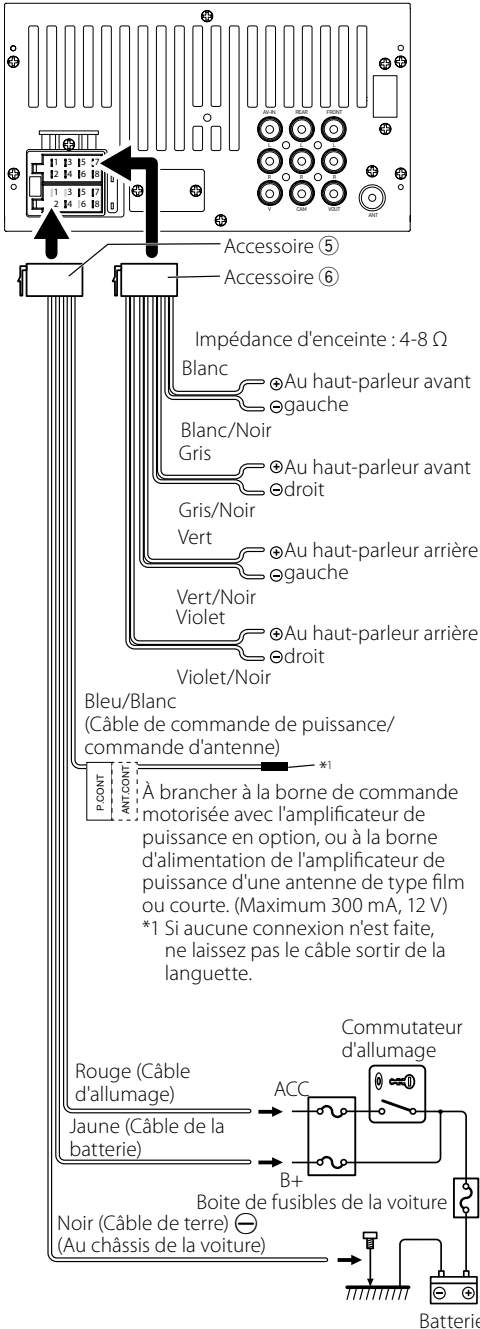 AV-IN REAR FRONT
L L L
R R R
V CAM VOUT
ANT
1 3 5 7
2 4 6 8
1 3 5 7
2 4 6 8
Accessoire ⑤
Accessoire ⑥
Impédance d'enceinte : 4-8 Ω
Blanc
⊕Au haut-parleur avant
⊖gauche
Blanc/Noir
Gris
⊕Au haut-parleur avant
⊖droit
Gris/Noir
Vert
⊕Au haut-parleur arrière
⊖gauche
Vert/Noir
Violet
⊕Au haut-parleur arrière
⊖droit
Violet/Noir
Bleu/Blanc
(Câble de commande de puissance/
commande d'antenne)
P.CONT
ANT.CONT
*1
À brancher à la borne de commande
motorisée avec l'amplificateur de
puissance en option, ou à la borne
d'alimentation de l'amplificateur de
puissance d'une antenne de type film
ou courte. (Maximum 300 mA, 12 V)
*1 Si aucune connexion n'est faite,
ne laissez pas le câble sortir de la
languette.
Commutateur
d'allumage
Rouge (Câble
d'allumage)
ACC
Jaune (Câble de la
batterie)
B+
Boite de fusibles de la voiture
Noir (Câble de terre) ⊖
(Au châssis de la voiture)
⊖ ⊕
Batterie